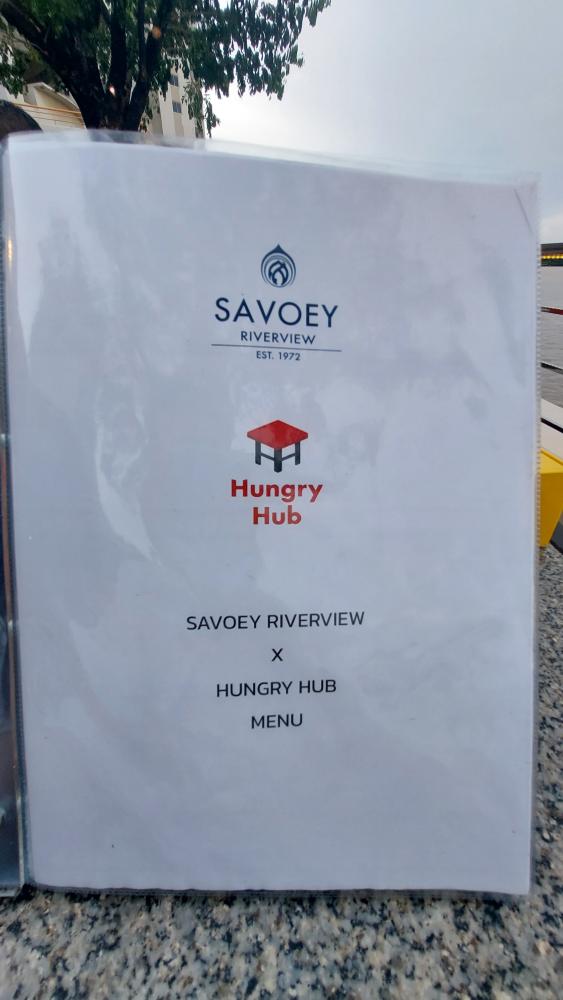 SAVOEY
RIVERVIEW
EST. 1972
Hungry
Hub
SAVOEY RIVERVIEW
X
HUNGRY HUB
MENU